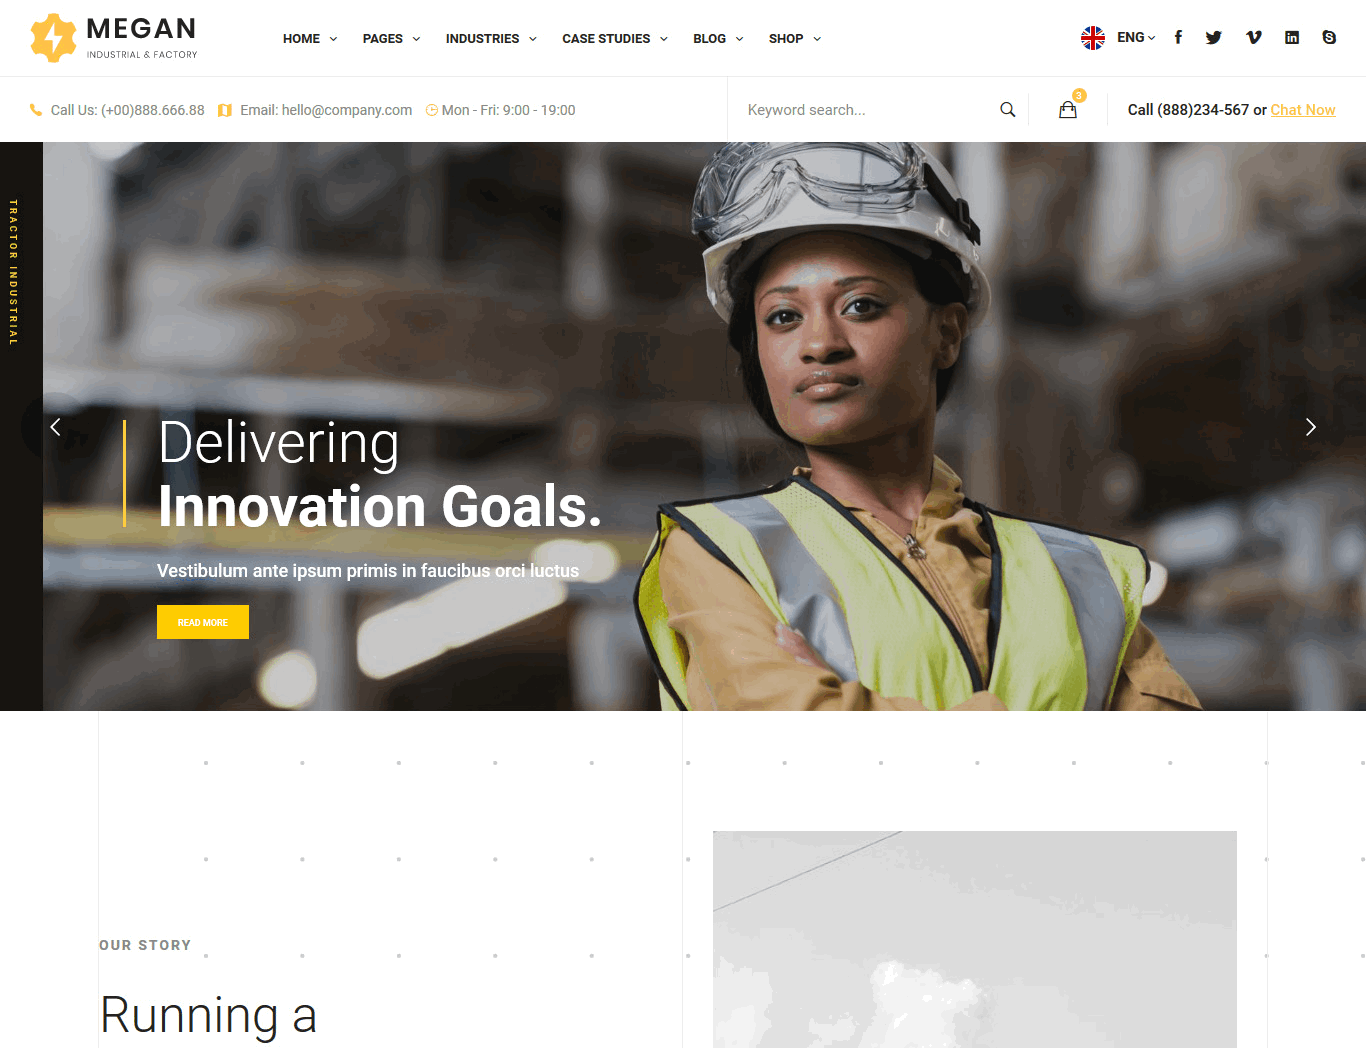 MEGAN
INDUSTRIAL & FACTORY
HOME PAGES INDUSTRIES CASE STUDIES BLOG SHOP
ENG
Call Us: (+00)888.666.88 Email: hello@company.com Mon - Fri: 9:00 - 19:00
Keyword search...
3
Call (888)234-567 or Chat Now
TRACTOR INDUSTRIAL
Delivering
Innovation Goals.
Vestibulum ante ipsum primis in faucibus orci luctus
READ MORE
OUR STORY
Running a